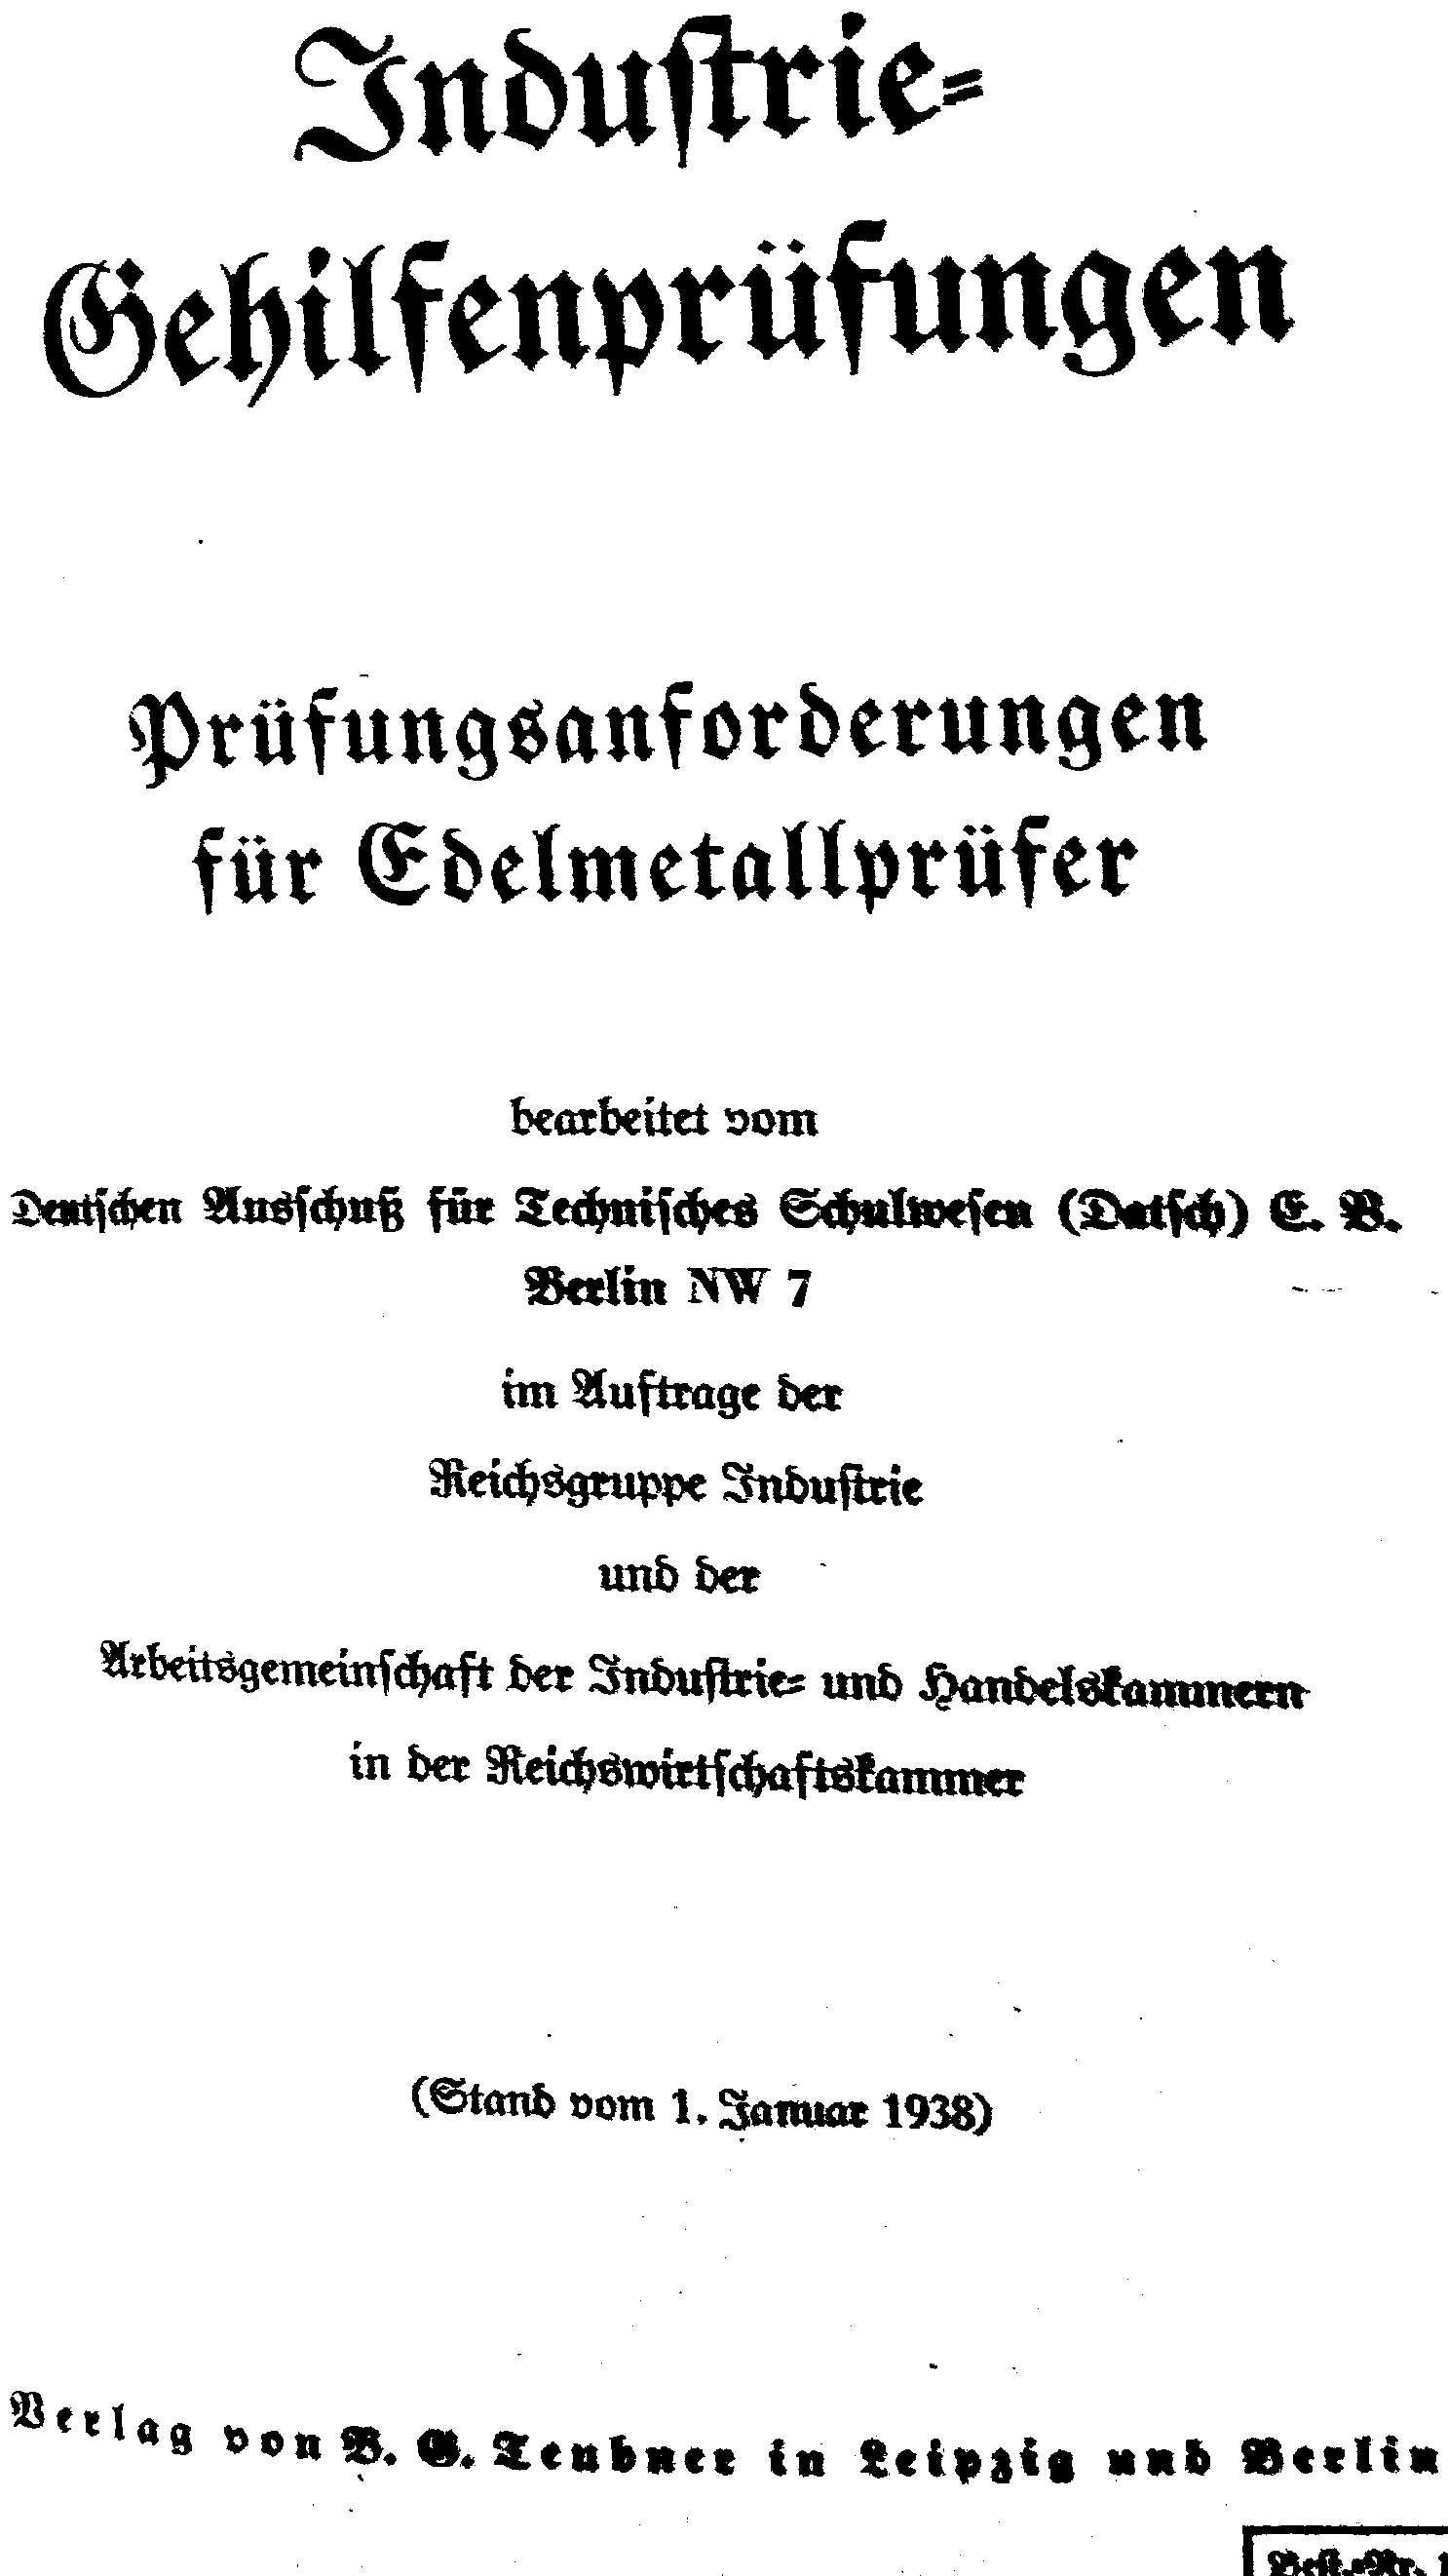 Industrie-
Gehilfenprüfungen
Prüfungsanforderungen
für Edelmetallprüfer
bearbeitet vom
Deutschen Ausschuß für Technisches Schulwesen (Datsch) E. V.
Berlin NW 7
im Auftrage der
Reichsgruppe Industrie
und der
Arbeitsgemeinschaft der Industrie- und Handelskammern
in der Reichswirtschaftskammer
(Stand vom 1. Januar 1938)
Verlag von B. G. Teubner in Leipzig und Berlin
Best.-Nr.